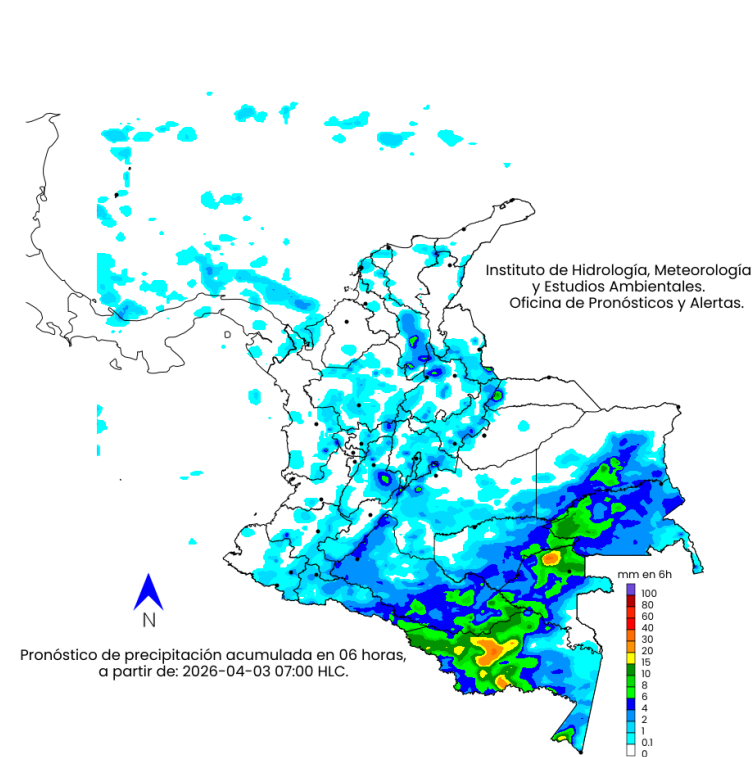 Instituto de Hidrología, Meteorología
y Estudios Ambientales.
Oficina de Pronósticos y Alertas.
mm en 6h
100
80
60
40
30
20
15
10
8
6
4
2
1
0.1
0
N
Pronóstico de precipitación acumulada en 06 horas,
a partir de: 2026-04-03 07:00 HLC.